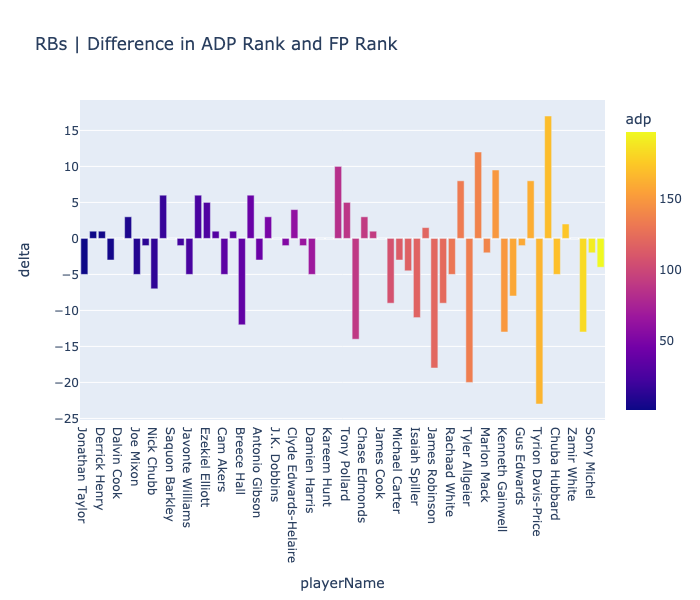 RBs | Difference in ADP Rank and FP Rank
adp
15
10
5
0
−5
−10
−15
−20
−25
delta
150
100
50
Jonathan Taylor
Derrick Henry
Dalvin Cook
Joe Mixon
Nick Chubb
Saquon Barkley
Javonte Williams
Ezekiel Elliott
Cam Akers
Breece Hall
Antonio Gibson
J.K. Dobbins
Clyde Edwards-Helaire
Damien Harris
Kareem Hunt
Tony Pollard
Chase Edmonds
James Cook
Michael Carter
Isaiah Spiller
James Robinson
Rachaad White
Tyler Allgeier
Marlon Mack
Kenneth Gainwell
Gus Edwards
Tyrion Davis-Price
Chuba Hubbard
Zamir White
Sony Michel
playerName